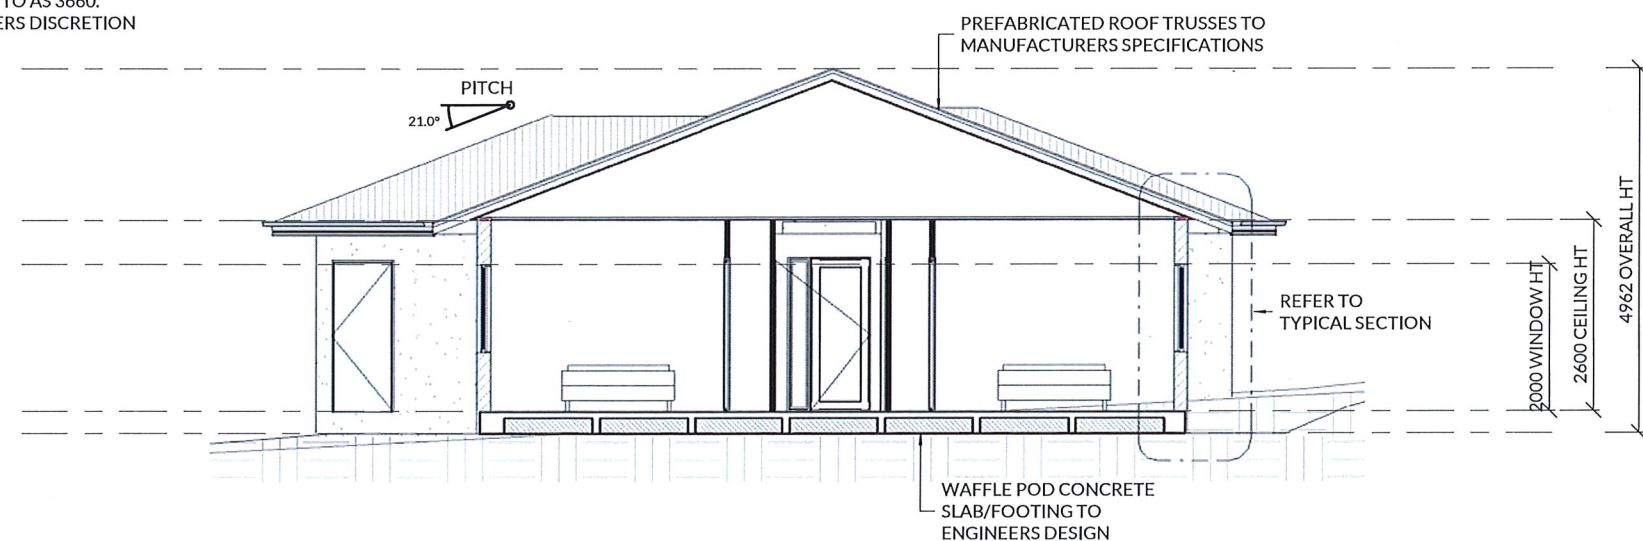 TO AS 3660.
ERS DISCRETION
PITCH
21.0°
PREFABRICATED ROOF TRUSSES TO
MANUFACTURERS SPECIFICATIONS
REFER TO
TYPICAL SECTION
2000 WINDOW HT
2600 CEILING HT
4962 OVERALL HT
WAFFLE POD CONCRETE
SLAB/FOOTING TO
ENGINEERS DESIGN